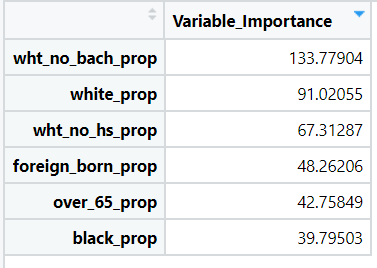 Variable_Importance
wht_no_bach_prop 133.77904
white_prop 91.02055
wht_no_hs_prop 67.31287
foreign_born_prop 48.26206
over_65_prop 42.75849
black_prop 39.79503